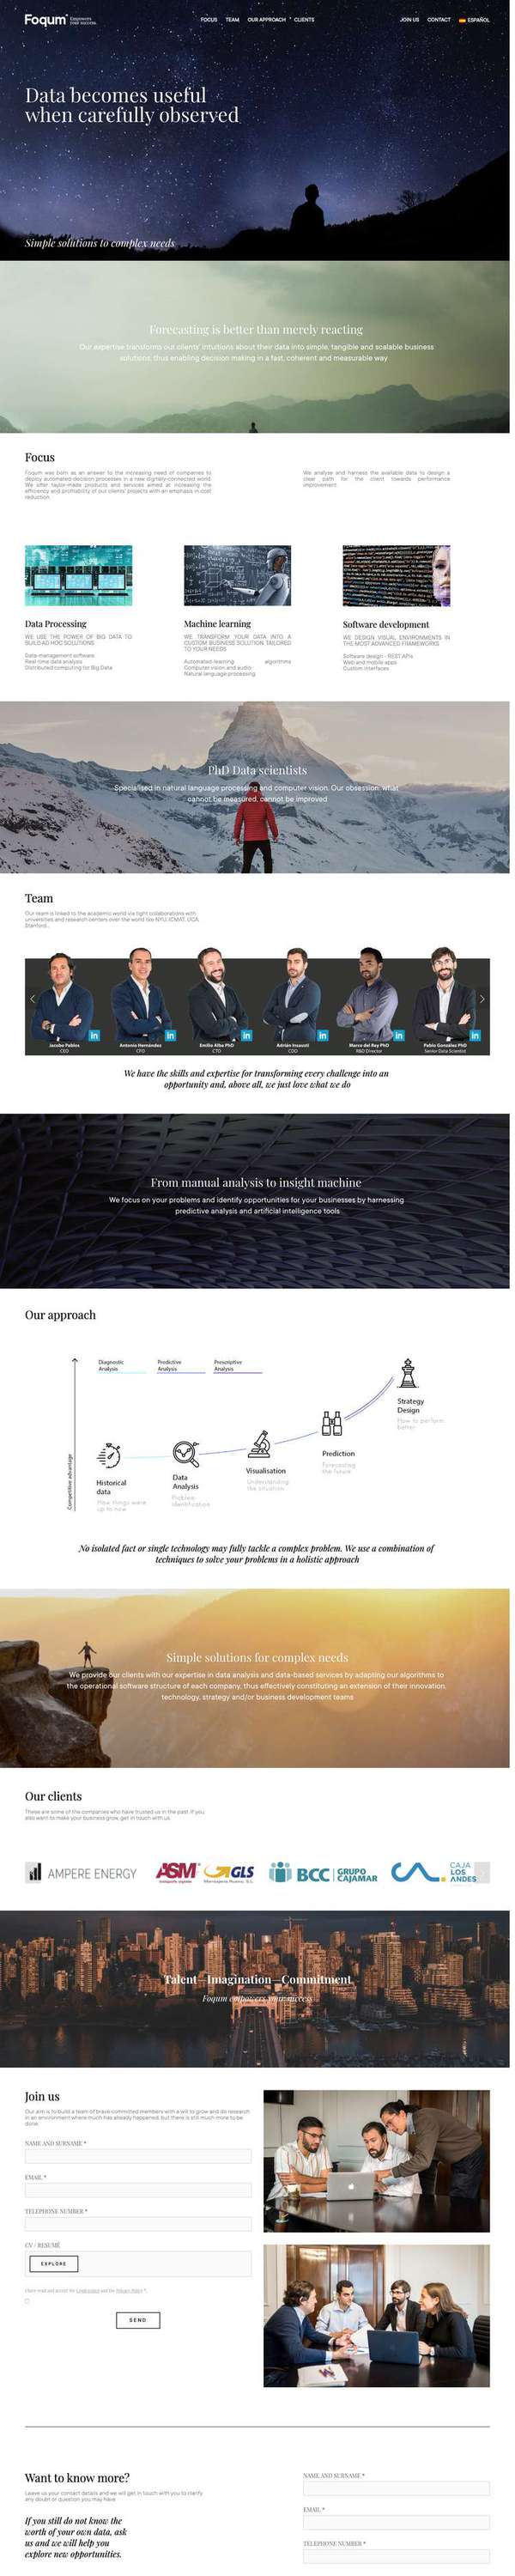 Foqum Empowers
your success.
FOCUS TEAM OUR APPROACH CLIENTS
JOIN US CONTACT ESPAÑOL
Data becomes useful
when carefully observed
Simple solutions to complex needs
Forecasting is better than merely reacting
Our expertise transforms our clients' intuitions about their data into simple, tangible and scalable business
solutions, thus enabling decision making in a fast, coherent and measurable way
Focus
Foqum was born as an answer to the increasing need of companies to
deploy automated-decision processes in a new digitally-connected world.
We offer taylor-made products and services aimed at increasing the
efficiency and profitability of our clients' projects with an emphasis in cost
reduction.
We analyse and harness the available data to design a
clear path for the client towards performance
improvement.
Data Processing
WE USE THE POWER OF BIG DATA TO
BUILD AD HOC SOLUTIONS
Data-management software
Real time data analysis
Distributed computing for Big Data
Machine learning
WE TRANSFORM YOUR DATA INTO A
CUSTOM BUSINESS SOLUTION TAILORED
TO YOUR NEEDS
Automated-learning algorithms
Computer vision and audio
Natural language processing
Software development
WE DESIGN VISUAL ENVIRONMENTS IN
THE MOST ADVANCED FRAMEWORKS
Software design - REST APIs
Web and mobile apps
Custom interfaces
PhD Data scientists
Specialised in natural language processing and computer vision. Our obsession: what
cannot be measured, cannot be improved
Team
Our team is linked to the academic world via tight collaborations with
universities and research centers over the world like NYU, ICMAT, UCA,
Stanford...
in in in in in in
Jacobo Pables
CEO
Antonio Hernández
CFO
Emilio Alba PhD
CTO
Adrián Insausti
CDO
Marco del Rey PhD
R&D Director
Pablo González PhD
Senior Data Scientist
We have the skills and expertise for transforming every challenge into an
opportunity and, above all, we just love what we do
From manual analysis to insight machine
We focus on your problems and identify opportunities for your businesses by harnessing
predictive analysis and artificial intelligence tools
Our approach
Diagnostic
Analysis
Predictive
Analysis
Prescriptive
Analysis
Competitive advantage
Historical
data
How things were
up to now
Data
Analysis
Problem
identification
Visualisation
Understanding
the situation
Prediction
Forecasting
the future
Strategy
Design
How to perform
better
No isolated fact or single technology may fully tackle a complex problem. We use a combination of
techniques to solve your problems in a holistic approach
Simple solutions for complex needs
We provide our clients with our expertise in data analysis and data-based services by adapting our algorithms to
the operational software structure of each company, thus effectively constituting an extension of their innovation,
technology, strategy and/or business development teams
Our clients
These are some of the companies who have trusted us in the past. If you
also want to make your business grow, get in touch with us.
AMPERE ENERGY
ASM GLS
BCC GRUPO
CAJAMAR
CAJA
LOS
ANDES
Talent—Imagination—Commitment
Foqum empowers your success
Join us
Our aim is to build a team of brave committed members with a will to grow and do research
in an environment where much has already happened, but there is still much more to be
done.
NAME AND SURNAME *
EMAIL *
TELEPHONE NUMBER *
CV / RESUMÉ
EXPLORE
I have read and accept the Legal notice and the Privacy Policy *.
SEND
Want to know more?
Leave us your contact details and we will get in touch with you to clarify
any doubt or question you may have
If you still do not know the
worth of your own data, ask
us and we will help you
explore new opportunities.
NAME AND SURNAME *
EMAIL *
TELEPHONE NUMBER *